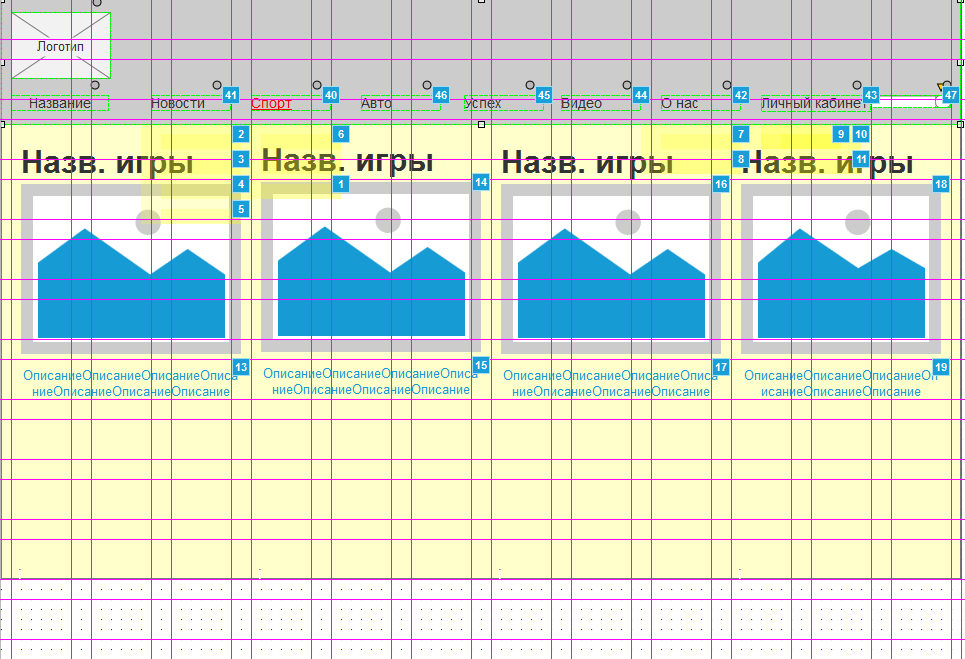 Логотип
Название Новости 41 Спорт 40 Авто 46 Успех 45 Видео 44 О нас 42 Личный кабинет 43 47
2 6 7 9 10
3 8 11
Назв. игры Назв. игры Назв. игры Назв. игры
4 1 14 16 18
5
13 15 17 19
ОписаниеОписаниеОписаниеОписа ОписаниеОписаниеОписаниеОписа ОписаниеОписаниеОписаниеОписа ОписаниеОписаниеОписаниеОп
ниеОписаниеОписаниеОписание ниеОписаниеОписаниеОписание ниеОписаниеОписаниеОписание исаниеОписаниеОписание